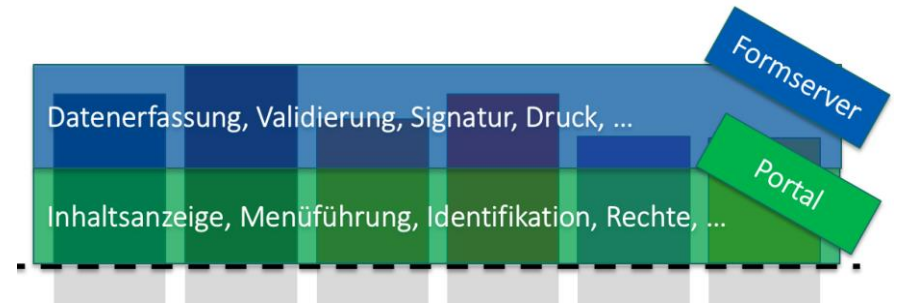 Formserver
Datenerfassung, Validierung, Signatur, Druck, ...
Portal
Inhaltsanzeige, Menüführung, Identifikation, Rechte, ...